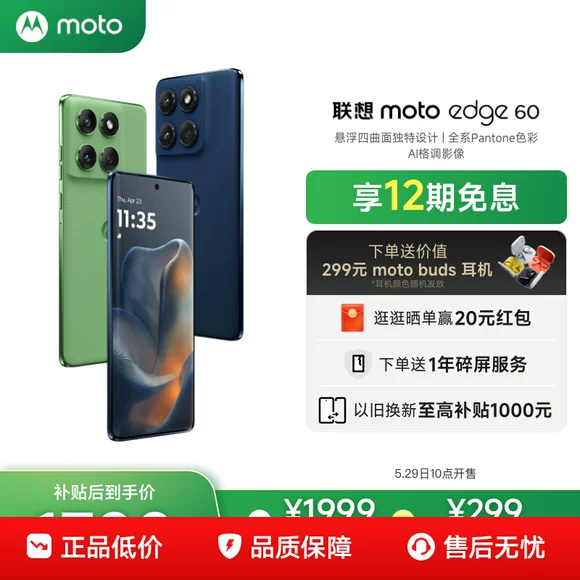 moto
联想 moto edge 60
悬浮四曲面独特设计 | 全系Pantone色彩
AI格调影像
享12期免息
下单送价值
299元 moto buds 耳机
*耳机颜色随机发放
逛逛晒单赢20元红包
下单送1年碎屏服务
以旧换新至高补贴1000元
Thu, Apr 23
11:35
5.29日10点开售
补贴后到手价
¥1999
¥299
正品低价
品质保障
售后无忧